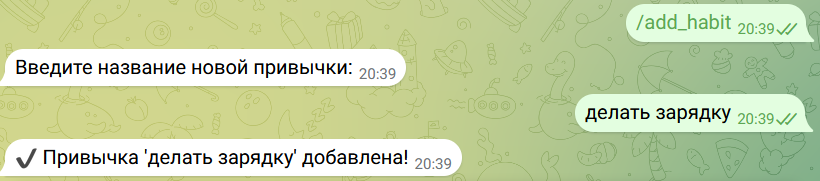 /add_habit 20:39
Введите название новой привычки: 20:39
делать зарядку 20:39
✔ Привычка 'делать зарядку' добавлена! 20:39